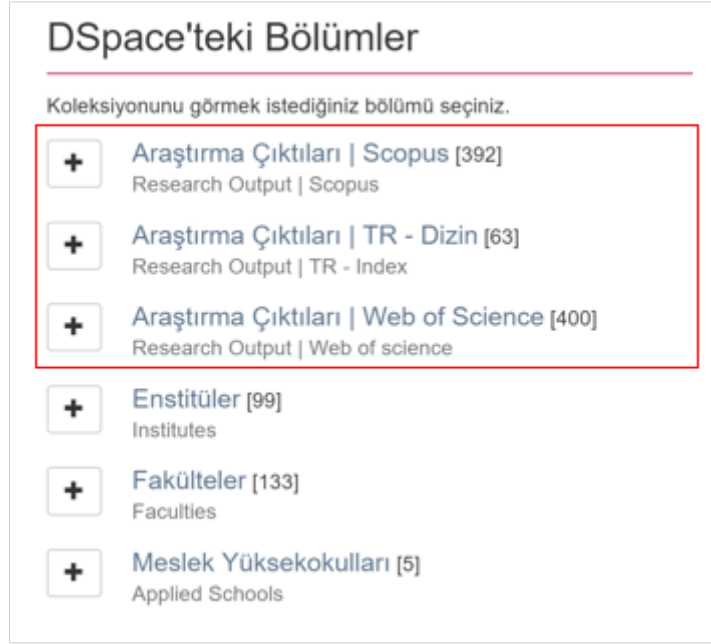 DSpace'teki Bölümler
Koleksiyonunu görmek istediğiniz bölümü seçiniz.
Araştırma Çıktıları | Scopus [392]
Research Output | Scopus
Araştırma Çıktıları | TR - Dizin [63]
Research Output | TR - Index
Araştırma Çıktıları | Web of Science [400]
Research Output | Web of science
Enstitüler [99]
Institutes
Fakülteler [133]
Faculties
Meslek Yüksekokulları [5]
Applied Schools